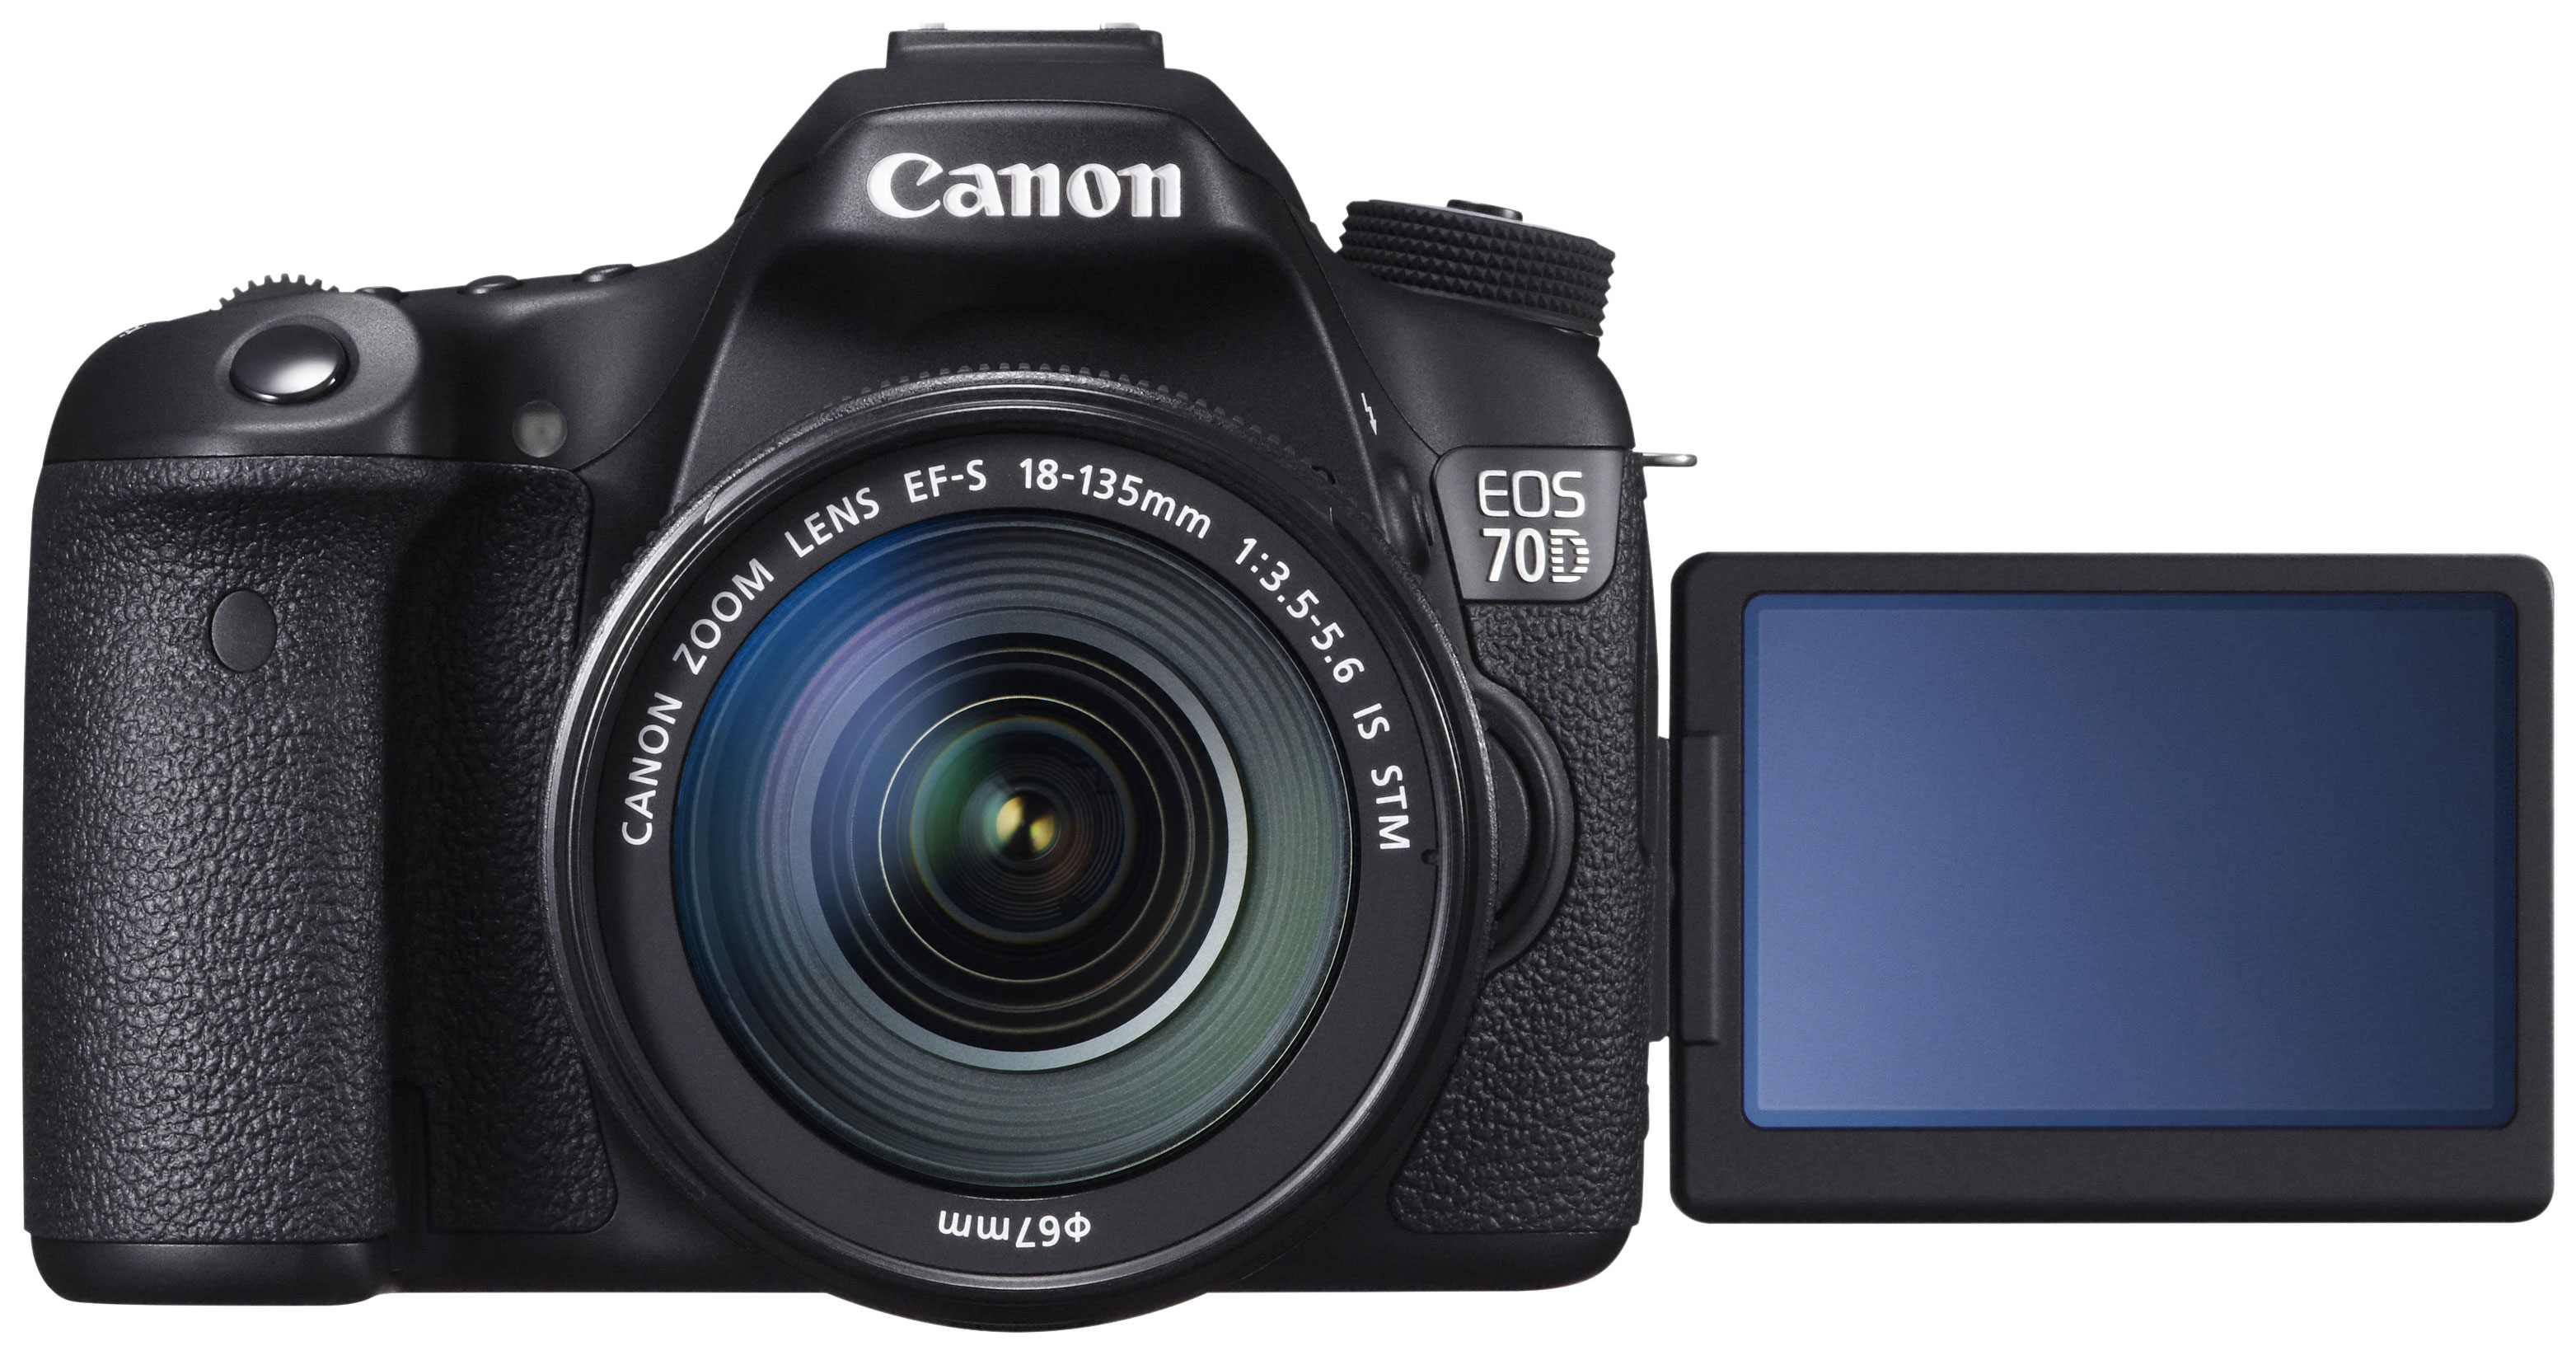 Canon
EOS
70D
CANON ZOOM LENS EF-S 18-135mm 1:3.5-5.6 IS STM
φ67mm